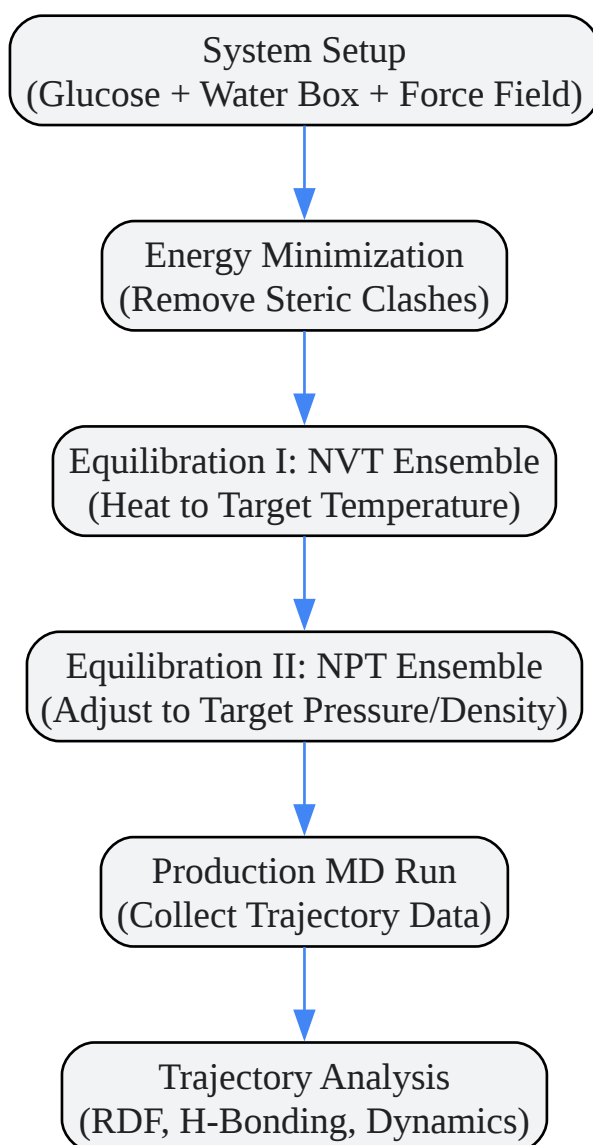 System Setup
(Glucose + Water Box + Force Field)
Energy Minimization
(Remove Steric Clashes)
Equilibration I: NVT Ensemble
(Heat to Target Temperature)
Equilibration II: NPT Ensemble
(Adjust to Target Pressure/Density)
Production MD Run
(Collect Trajectory Data)
Trajectory Analysis
(RDF, H-Bonding, Dynamics)